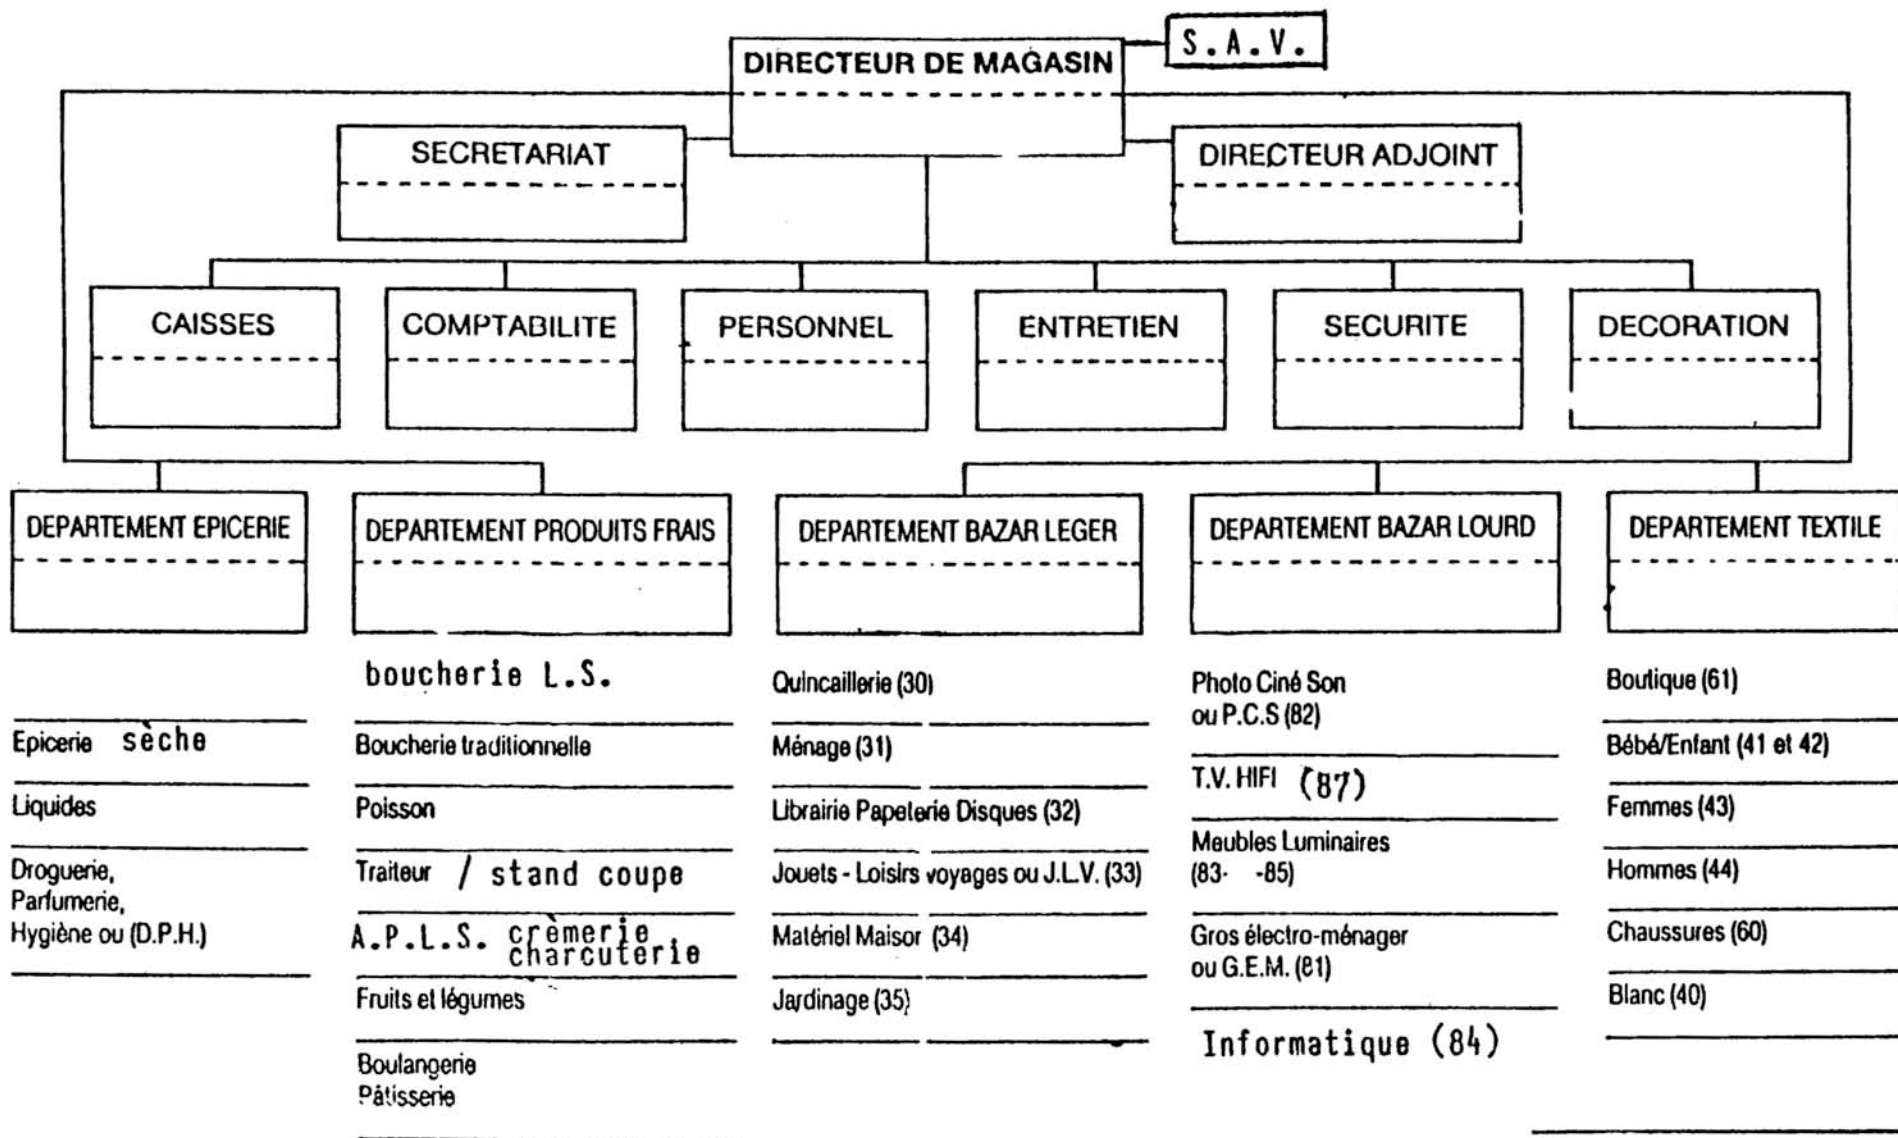 S.A.V.
DIRECTEUR DE MAGASIN
SECRETARIAT
DIRECTEUR ADJOINT
CAISSES
COMPTABILITE
PERSONNEL
ENTRETIEN
SECURITE
DECORATION
DEPARTEMENT EPICERIE
DEPARTEMENT PRODUITS FRAIS
DEPARTEMENT BAZAR LEGER
DEPARTEMENT BAZAR LOURD
DEPARTEMENT TEXTILE
Epicerie sèche
Liquides
Droguerie,
Parfumerie,
Hygiène ou (D.P.H.)
boucherie L.S.
Boucherie traditionnelle
Poisson
Traiteur / stand coupe
A.P.L.S. crèmerie
charcuterie
Fruits et légumes
Boulangerie
Pâtisserie
Quincaillerie (30)
Ménage (31)
Librairie Papeterie Disques (32)
Jouets - Loisirs voyages ou J.L.V. (33)
Matériel Maison (34)
Jardinage (35)
Photo Ciné Son
ou P.C.S (82)
T.V. HIFI (87)
Meubles Luminaires
(83- -85)
Gros électro-ménager
ou G.E.M. (81)
Informatique (84)
Boutique (61)
Bébé/Enfant (41 et 42)
Femmes (43)
Hommes (44)
Chaussures (60)
Blanc (40)